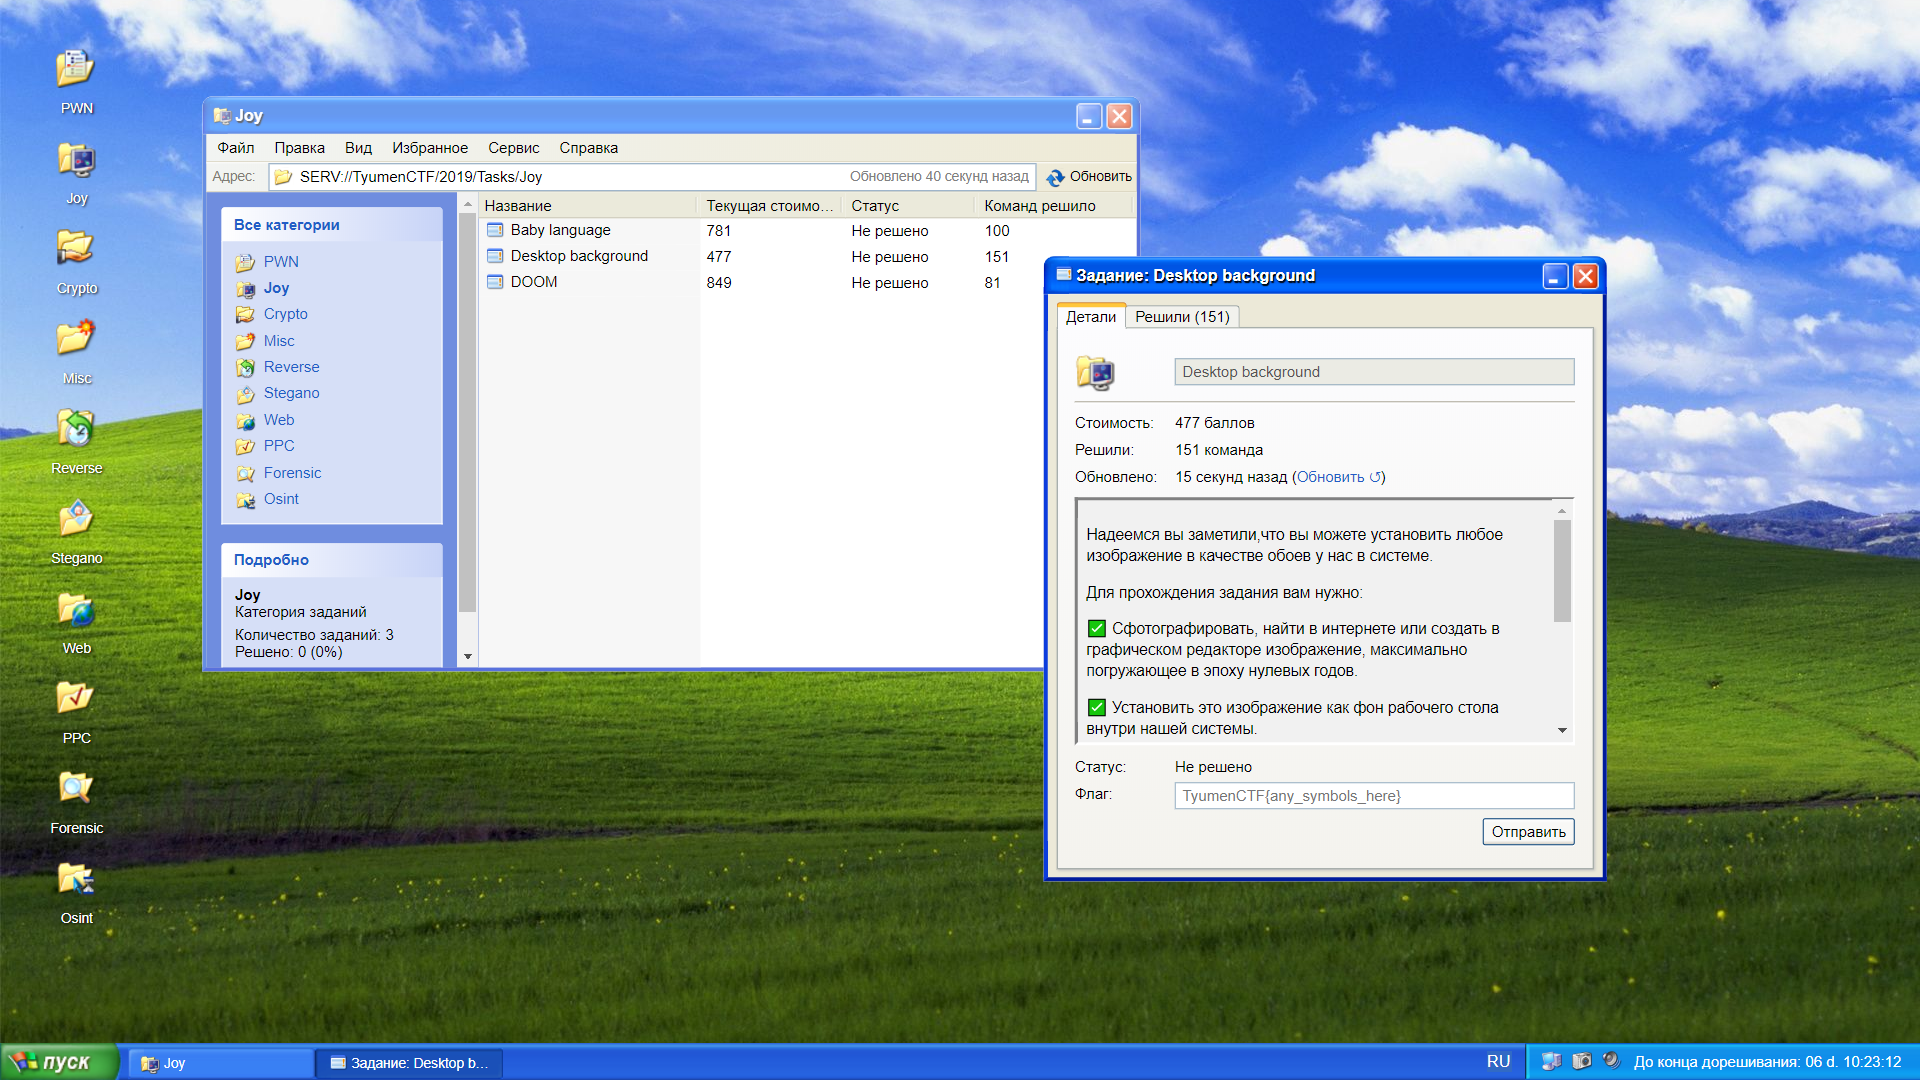 PWN
Joy
Crypto
Misc
Reverse
Stegano
Web
PPC
Forensic
Osint
Joy
Файл Правка Вид Избранное Сервис Справка
Адрес: SERV://TyumenCTF/2019/Tasks/Joy Обновлено 40 секунд назад Обновить
Все категории
PWN
Joy
Crypto
Misc
Reverse
Stegano
Web
PPC
Forensic
Osint
Подробно
Joy
Категория заданий
Количество заданий: 3
Решено: 0 (0%)
Название Текущая стоимо... Статус Команд решило
Baby language 781 Не решено 100
Desktop background 477 Не решено 151
DOOM 849 Не решено 81
Задание: Desktop background
Детали Решили (151)
Desktop background
Стоимость: 477 баллов
Решили: 151 команда
Обновлено: 15 секунд назад (Обновить ↺)
Надеемся вы заметили,что вы можете установить любое
изображение в качестве обоев у нас в системе.
Для прохождения задания вам нужно:
✅ Сфотографировать, найти в интернете или создать в
графическом редакторе изображение, максимально
погружающее в эпоху нулевых годов.
✅ Установить это изображение как фон рабочего стола
внутри нашей системы.
Статус: Не решено
Флаг: TyumenCTF{any_symbols_here}
Отправить
пуск Joy Задание: Desktop b... RU До конца дорешивания: 06 d. 10:23:12